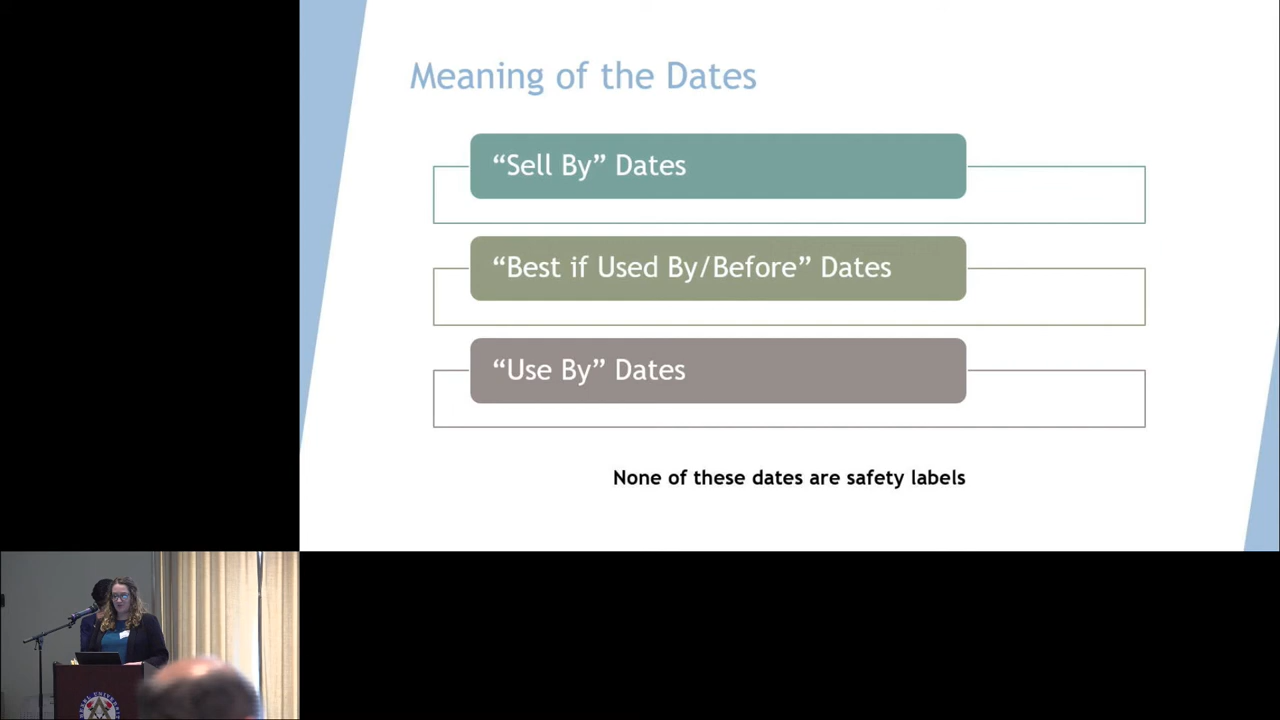 Meaning of the Dates
“Sell By” Dates
“Best if Used By/Before” Dates
“Use By” Dates
None of these dates are safety labels